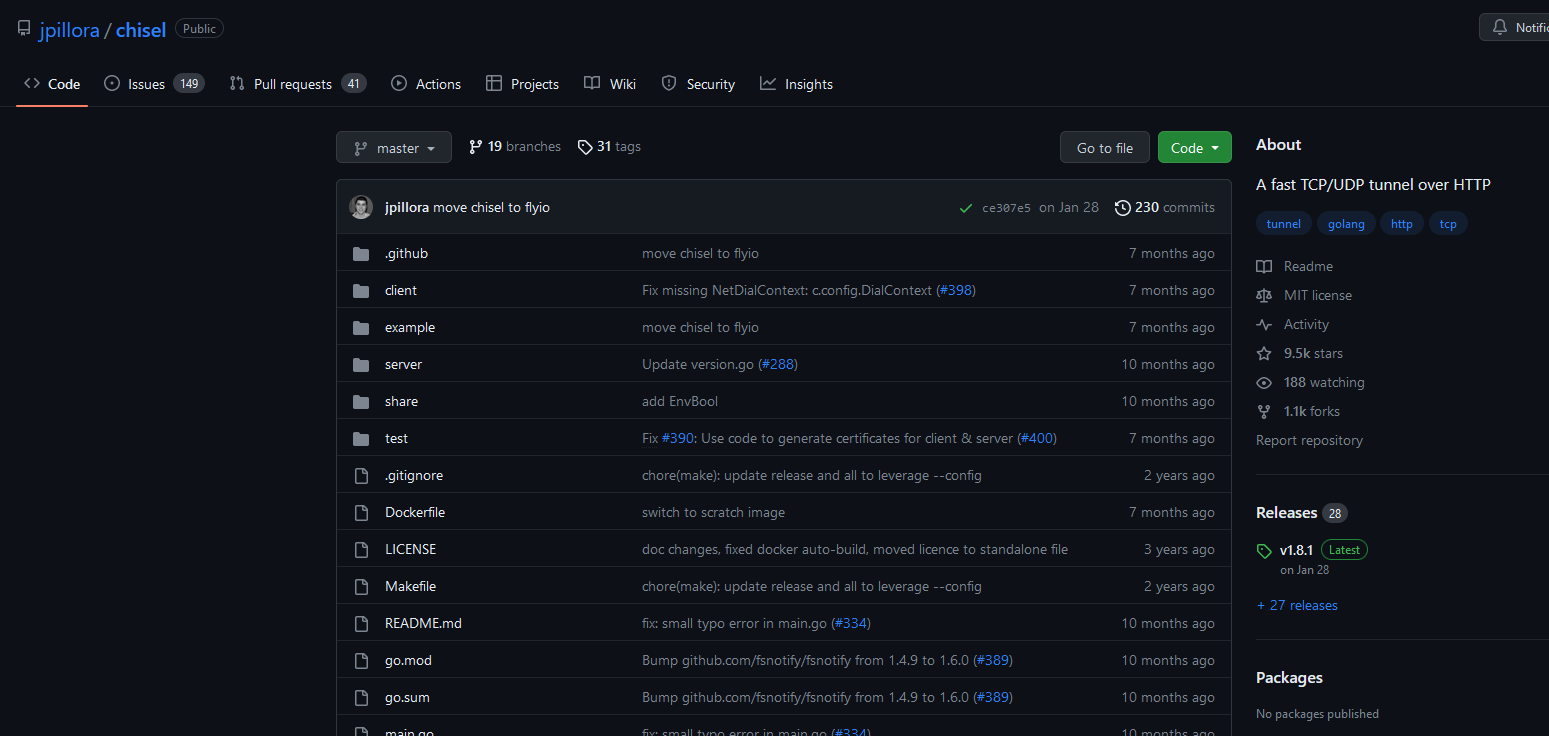 jpillora / chisel Public
Notific
Code Issues 149 Pull requests 41 Actions Projects Wiki Security Insights
master 19 branches 31 tags Go to file Code
jpillora move chisel to flyio ce307e5 on Jan 28 230 commits
.github move chisel to flyio 7 months ago
client Fix missing NetDialContext: c.config.DialContext (#398) 7 months ago
example move chisel to flyio 7 months ago
server Update version.go (#288) 10 months ago
share add EnvBool 10 months ago
test Fix #390: Use code to generate certificates for client & server (#400) 7 months ago
.gitignore chore(make): update release and all to leverage --config 2 years ago
Dockerfile switch to scratch image 7 months ago
LICENSE doc changes, fixed docker auto-build, moved licence to standalone file 3 years ago
Makefile chore(make): update release and all to leverage --config 2 years ago
README.md fix: small typo error in main.go (#334) 10 months ago
go.mod Bump github.com/fsnotify/fsnotify from 1.4.9 to 1.6.0 (#389) 10 months ago
go.sum Bump github.com/fsnotify/fsnotify from 1.4.9 to 1.6.0 (#389) 10 months ago
main.go fix: small typo error in main.go (#334) 10 months ago
About
A fast TCP/UDP tunnel over HTTP
tunnel golang http tcp
Readme
MIT license
Activity
9.5k stars
188 watching
1.1k forks
Report repository
Releases 28
v1.8.1 Latest
on Jan 28
+ 27 releases
Packages
No packages published